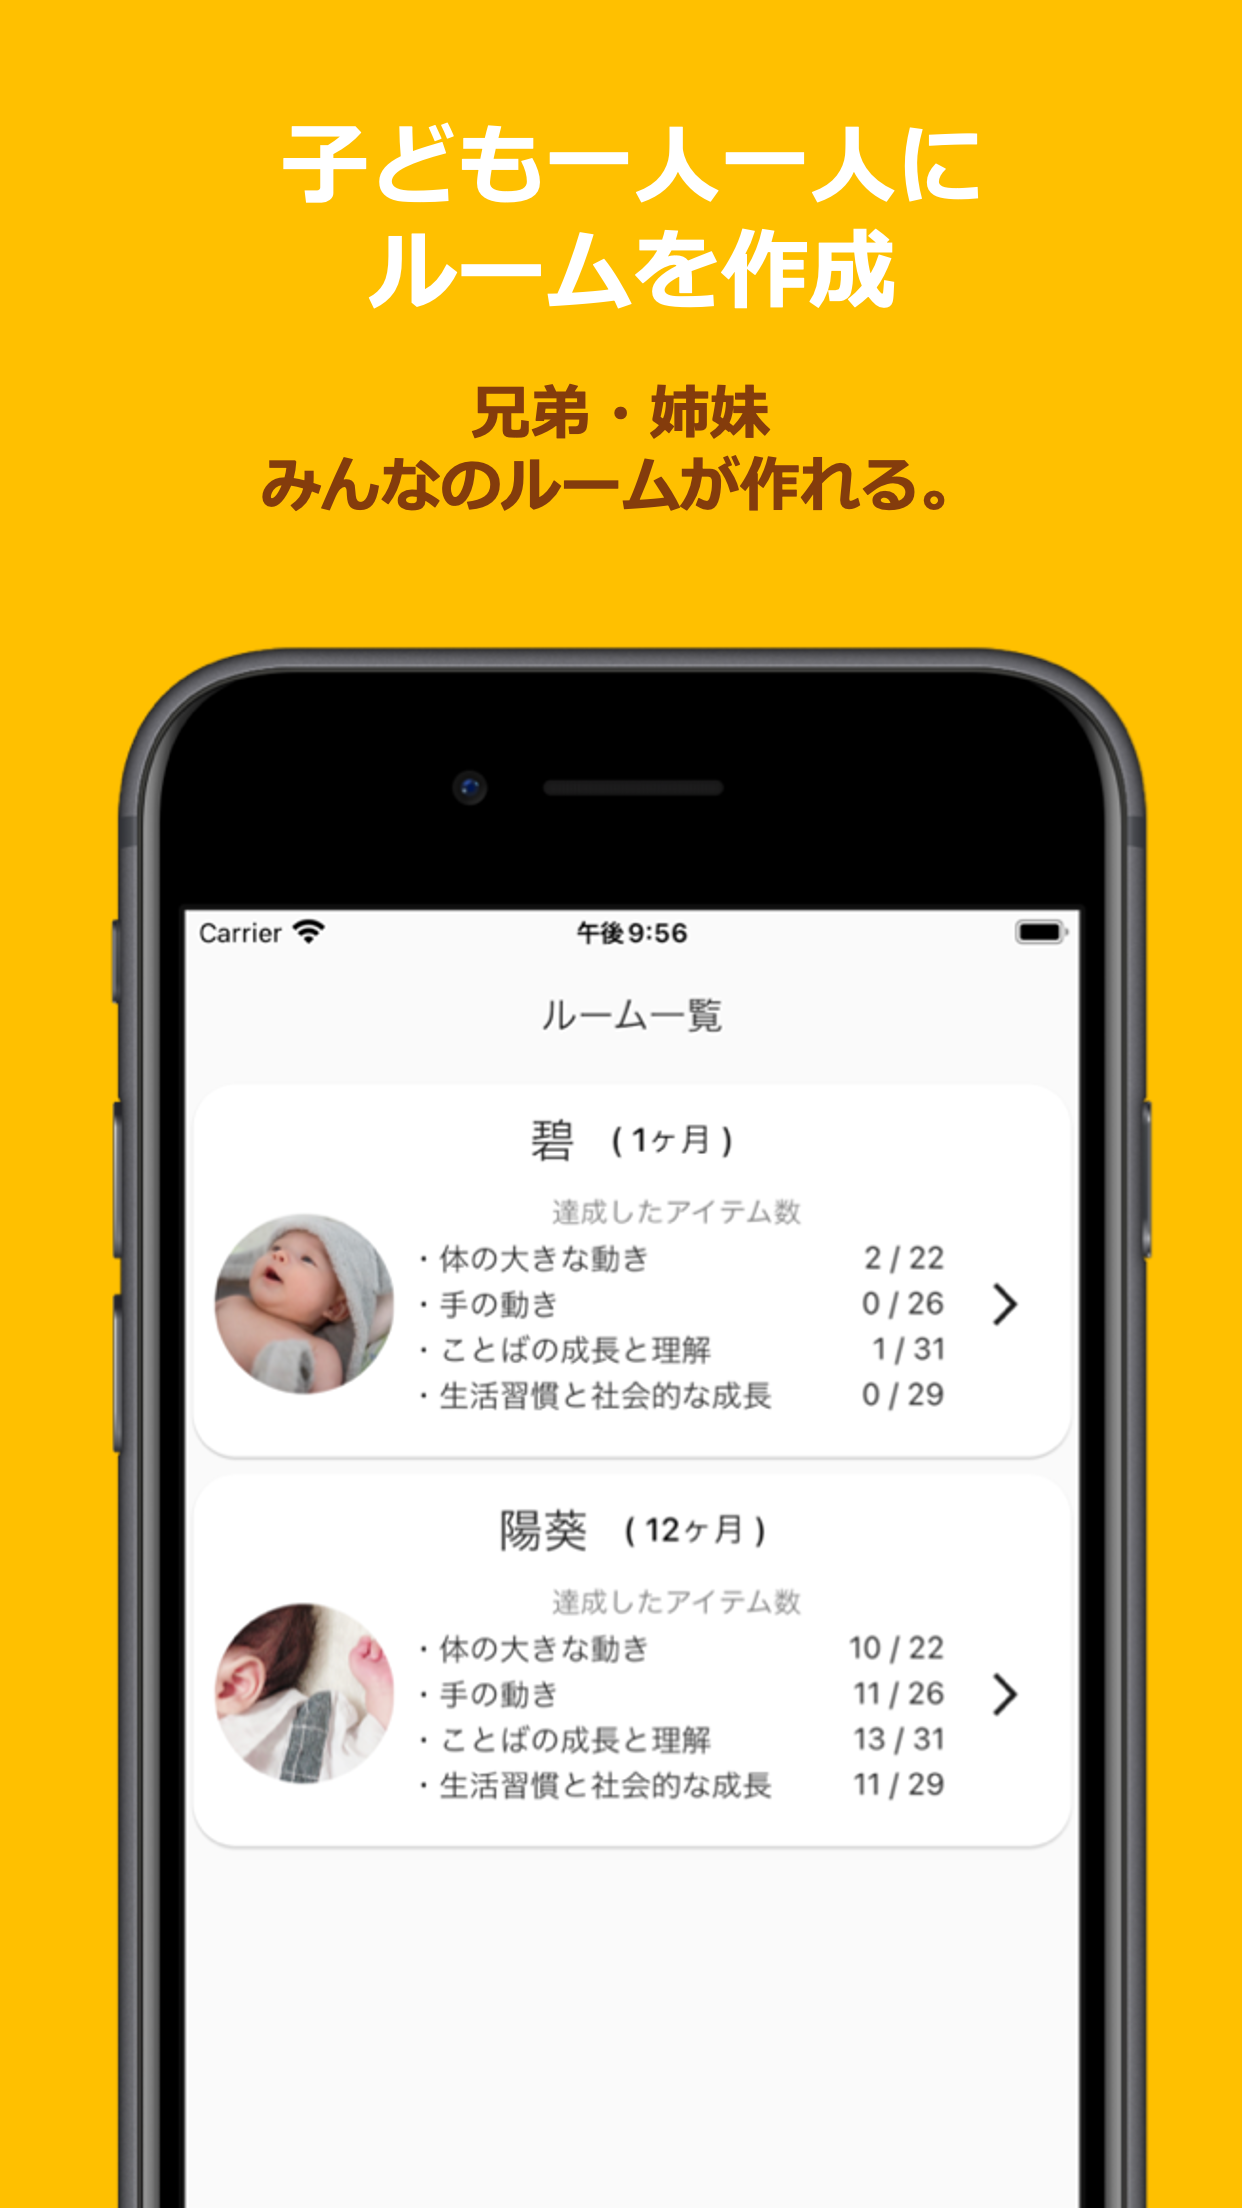 子ども一人一人に
ルームを作成
兄弟・姉妹
みんなのルームが作れる。
Carrier 午後9:56
ルーム一覧
碧 ( 1ヶ月 )
達成したアイテム数
・体の大きな動き 2 / 22
・手の動き 0 / 26
・ことばの成長と理解 1 / 31
・生活習慣と社会的な成長 0 / 29
陽葵 ( 12ヶ月 )
達成したアイテム数
・体の大きな動き 10 / 22
・手の動き 11 / 26
・ことばの成長と理解 13 / 31
・生活習慣と社会的な成長 11 / 29